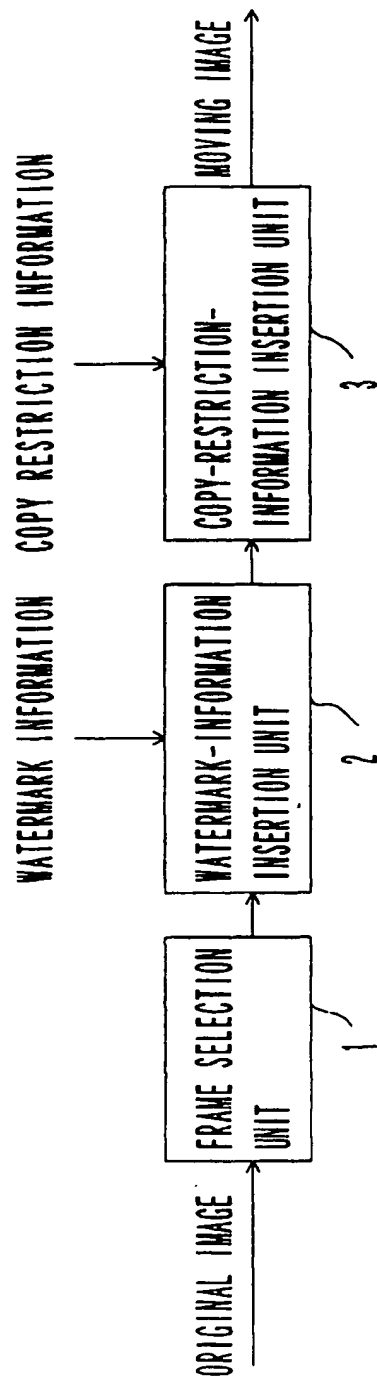 WATERMARK INFORMATION
COPY RESTRICTION INFORMATION
ORIGINAL IMAGE
FRAME SELECTION
UNIT
1
WATERMARK-INFORMATION
INSERTION UNIT
2
COPY-RESTRICTION-
INFORMATION INSERTION UNIT
3
MOVING IMAGE